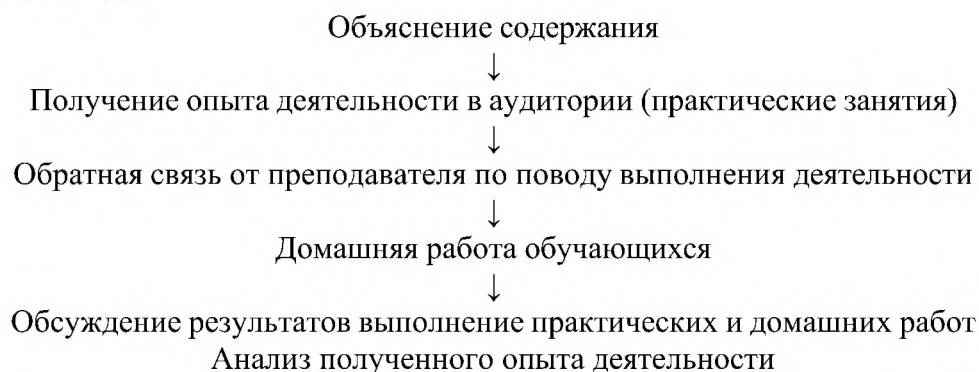 Объяснение содержания
↓
Получение опыта деятельности в аудитории (практические занятия)
↓
Обратная связь от преподавателя по поводу выполнения деятельности
↓
Домашняя работа обучающихся
↓
Обсуждение результатов выполнение практических и домашних работ
Анализ полученного опыта деятельности